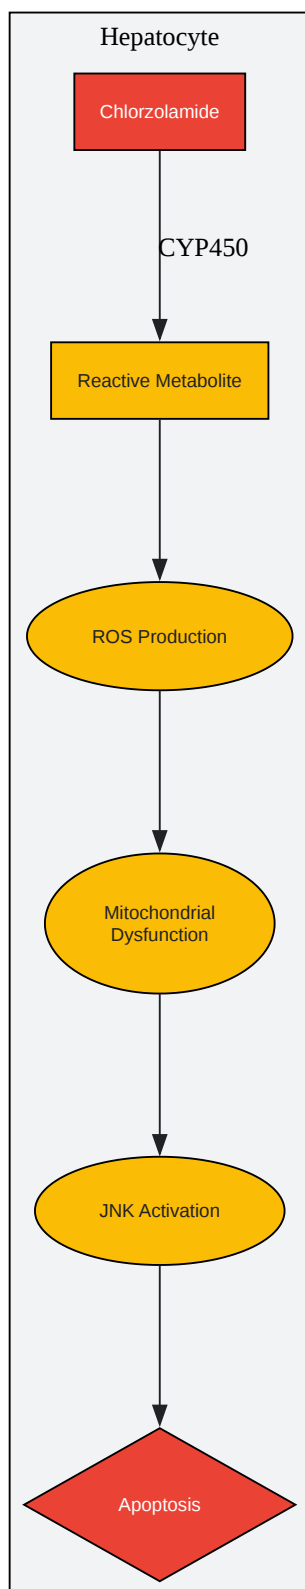 Hepatocyte
Chlorzolamide
CYP450
Reactive Metabolite
ROS Production
Mitochondrial
Dysfunction
JNK Activation
Apoptosis